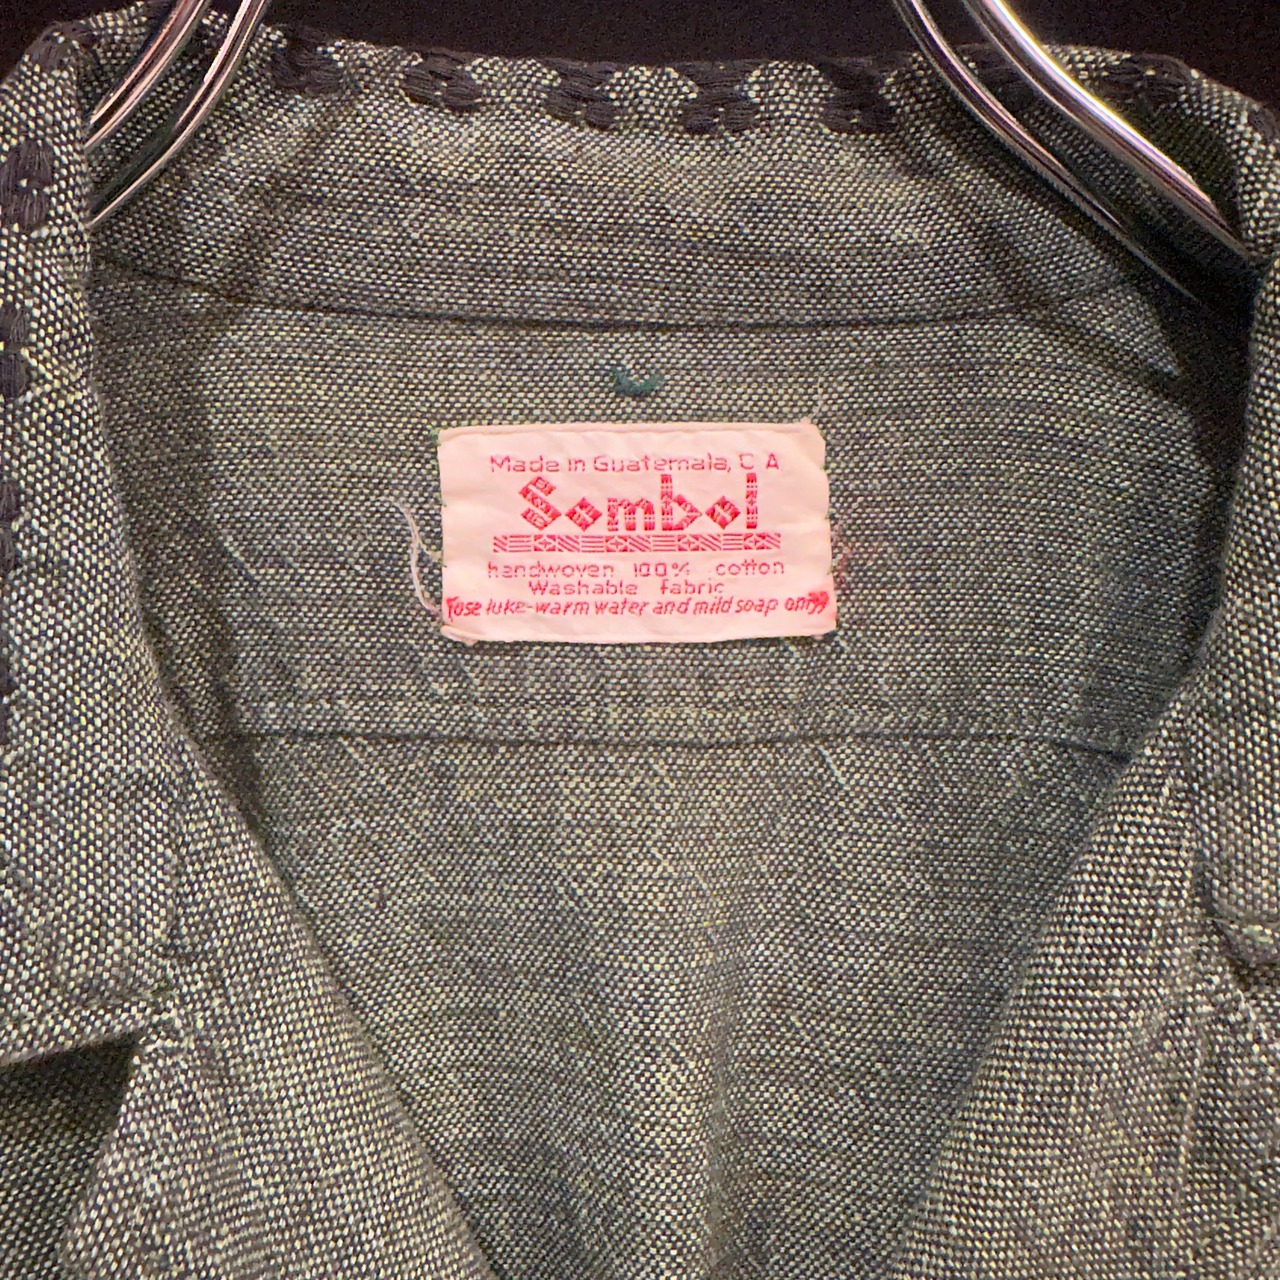 Made in Guatemala, C A
Sombol
handwoven 100% cotton
Washable fabric
(use luke-warm water and mild soap only)